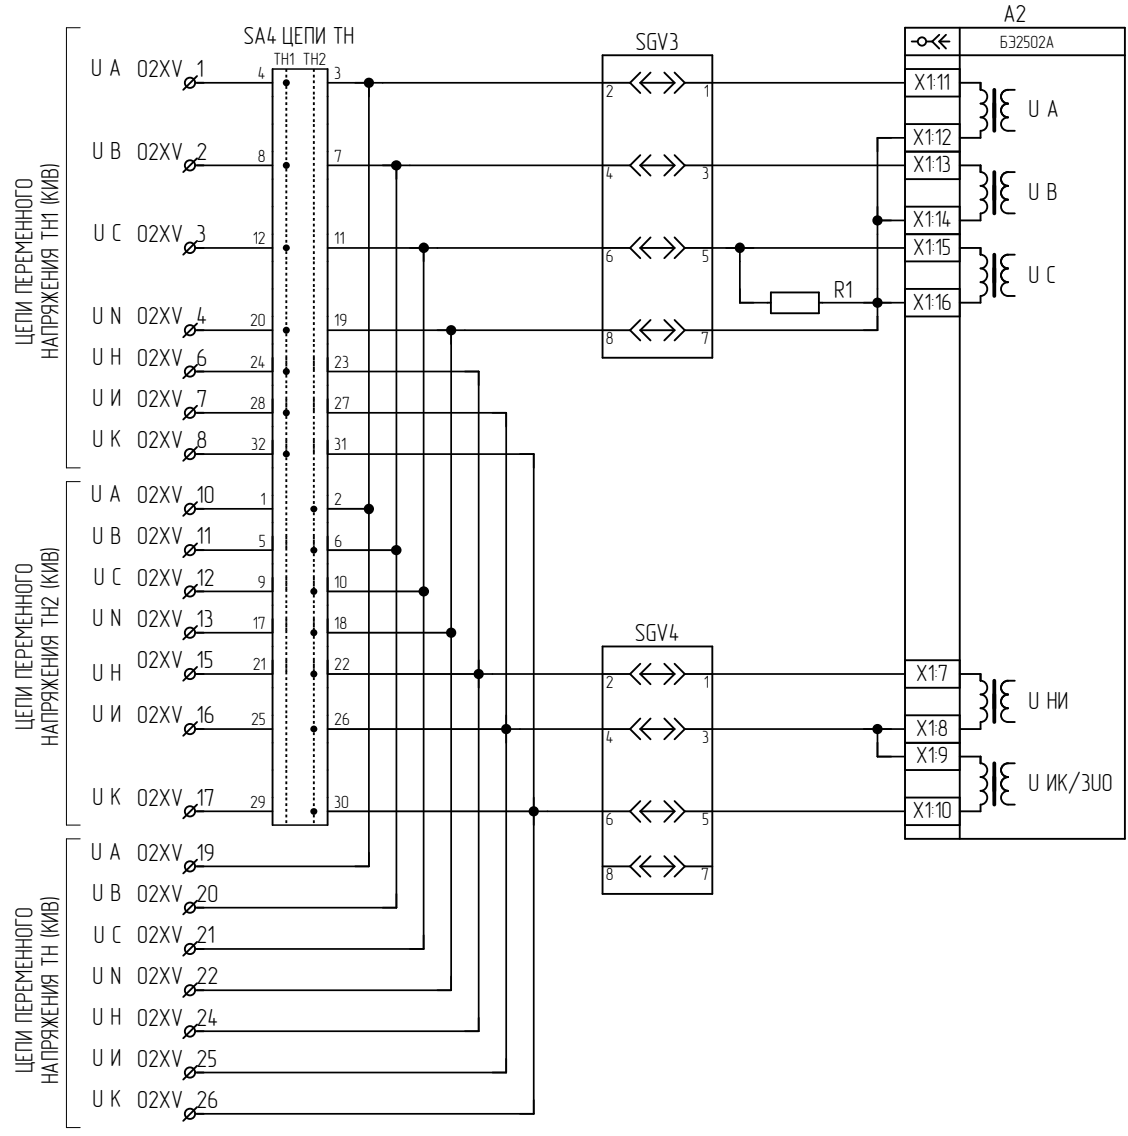 A2
SA4 ЦЕПИ ТН
SGV3
БЭ2502А
ТН1 ТН2
ЦЕПИ ПЕРЕМЕННОГО
НАПРЯЖЕНИЯ ТН1 (КИВ)
U A 02XV 1 4 3 2 1 X1:11
U A
X1:12
U B 02XV 2 8 7 4 3 X1:13
U B
X1:14
U C 02XV 3 12 11 6 5 X1:15
U C
R1 X1:16
U N 02XV 4 20 19 8 7
U Н 02XV 6 24 23
U И 02XV 7 28 27
U К 02XV 8 32 31
ЦЕПИ ПЕРЕМЕННОГО
НАПРЯЖЕНИЯ ТН2 (КИВ)
U A 02XV 10 1 2
U B 02XV 11 5 6
U C 02XV 12 9 10
U N 02XV 13 17 18
SGV4
U Н 02XV 15 21 22 2 1 X1:7
U НИ
U И 02XV 16 25 26 4 3 X1:8
X1:9
U ИК/3U0
U К 02XV 17 29 30 6 5 X1:10
8 7
ЦЕПИ ПЕРЕМЕННОГО
НАПРЯЖЕНИЯ ТН (КИВ)
U A 02XV 19
U B 02XV 20
U C 02XV 21
U N 02XV 22
U Н 02XV 24
U И 02XV 25
U К 02XV 26